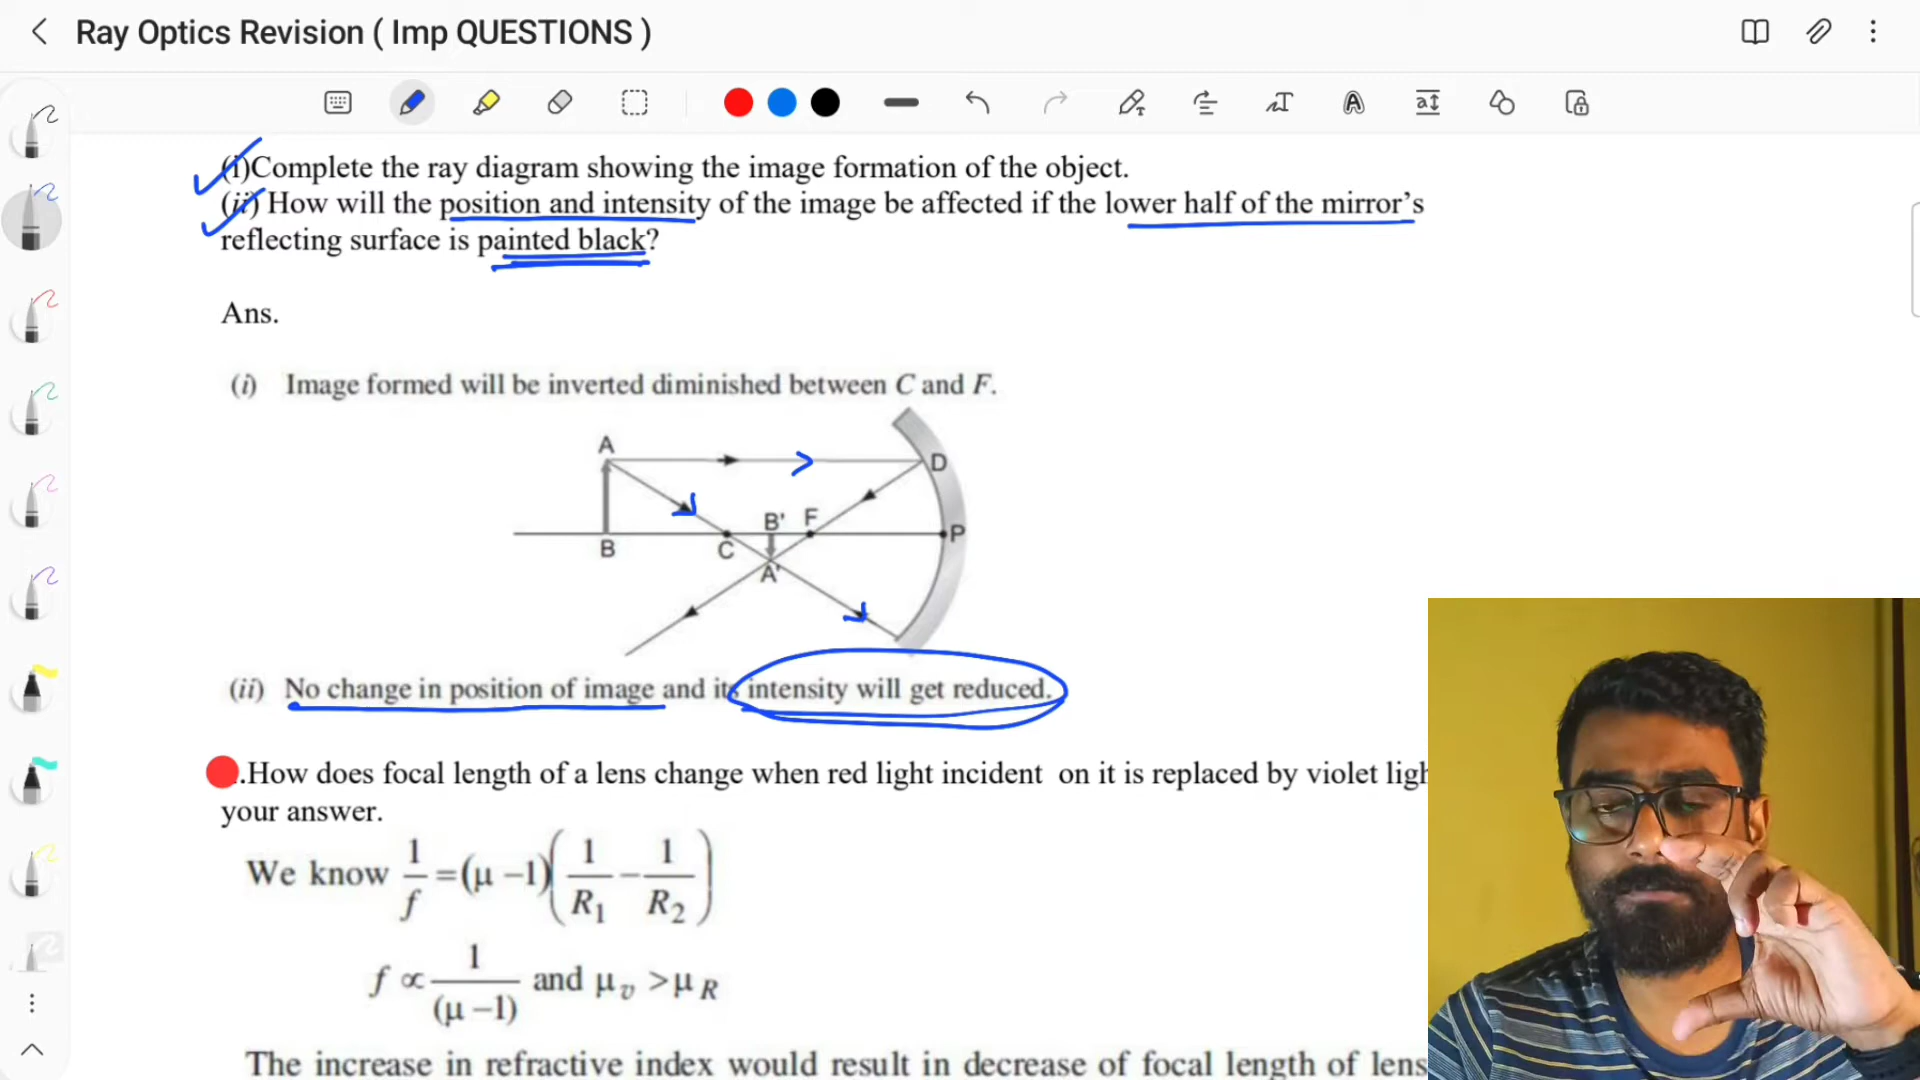 Ray Optics Revision ( Imp QUESTIONS )
(i)Complete the ray diagram showing the image formation of the object.
(ii) How will the position and intensity of the image be affected if the lower half of the mirror's
reflecting surface is painted black?
Ans.
(i) Image formed will be inverted diminished between C and F.
A
D
B' F
P
B
C
A'
(ii) No change in position of image and its intensity will get reduced.
.How does focal length of a lens change when red light incident on it is replaced by violet
your answer.
We know 1/f = (μ −1)(1/R₁ − 1/R₂)
f ∝ 1/(μ −1) and μᵥ >μ R
The increase in refractive index would result in decrease of focal length of lens